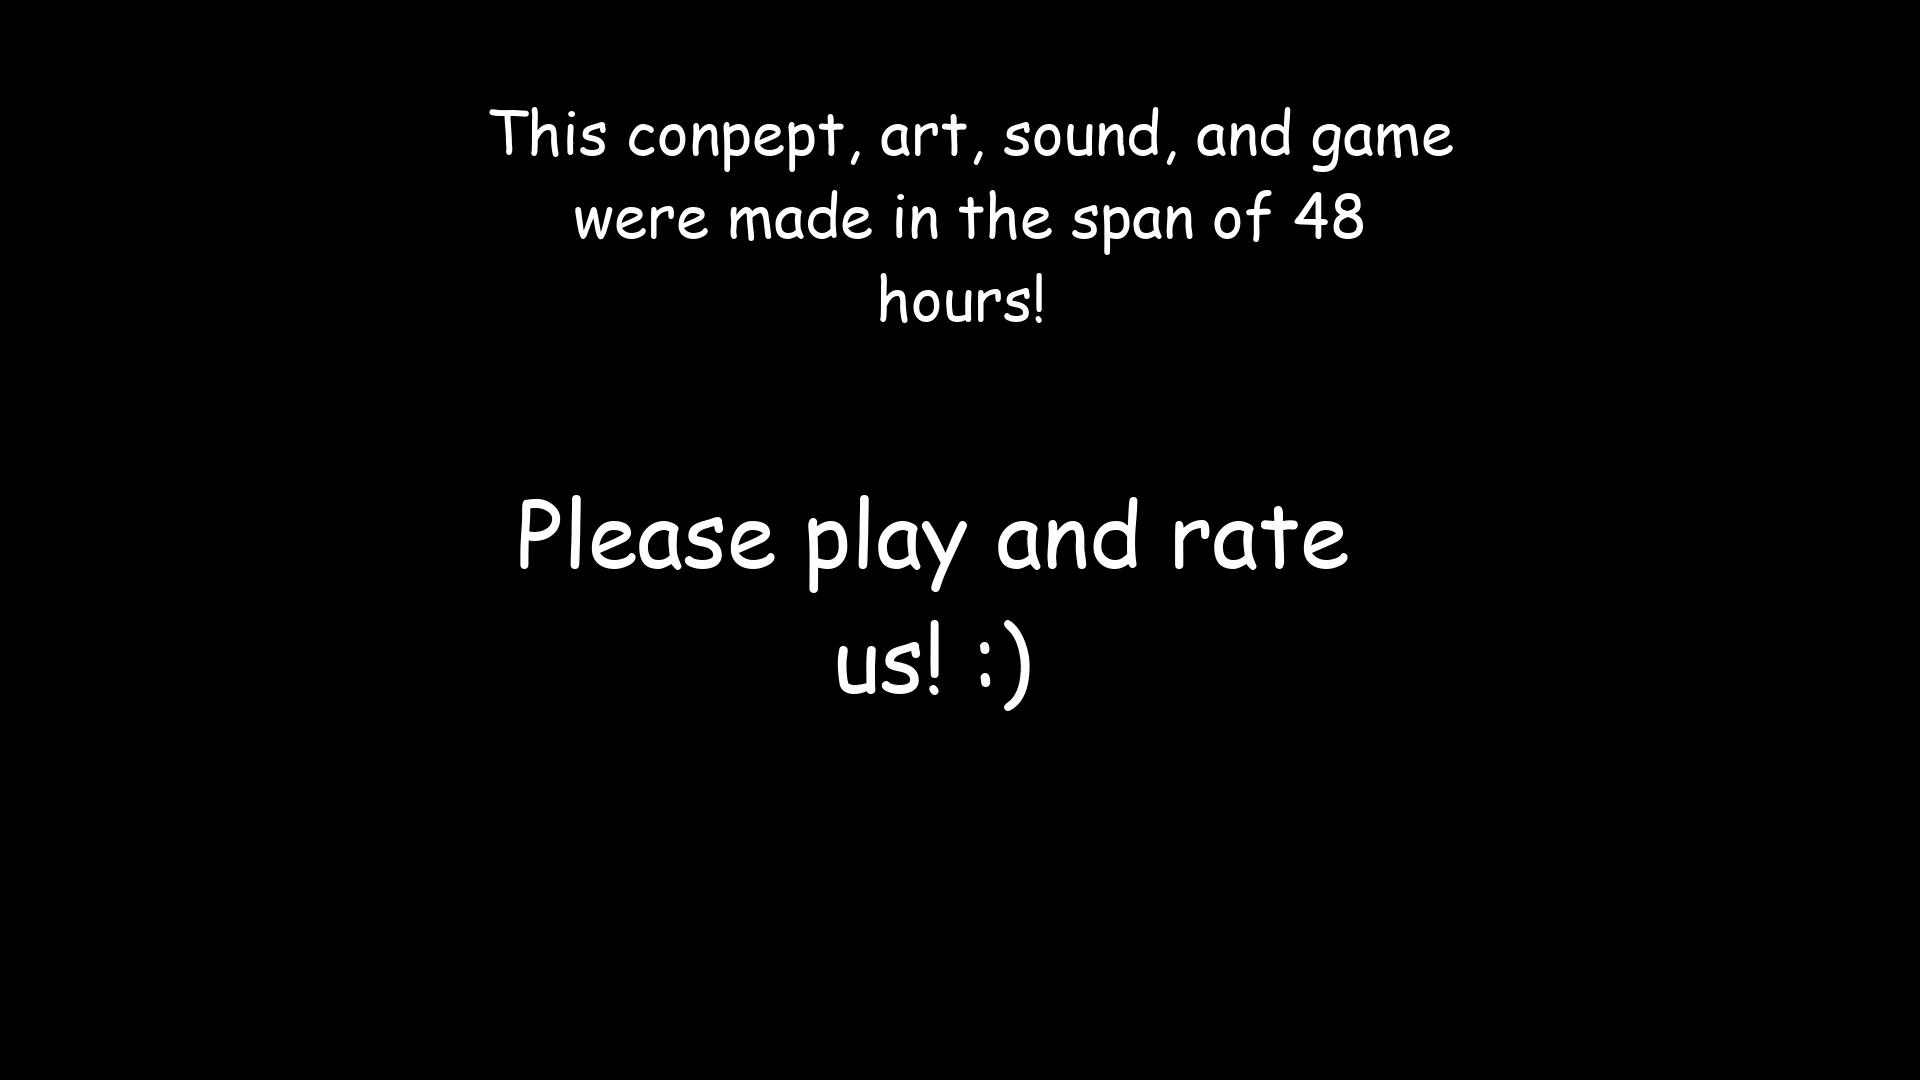 This conpept, art, sound, and game
were made in the span of 48
hours!
Please play and rate
us! :)